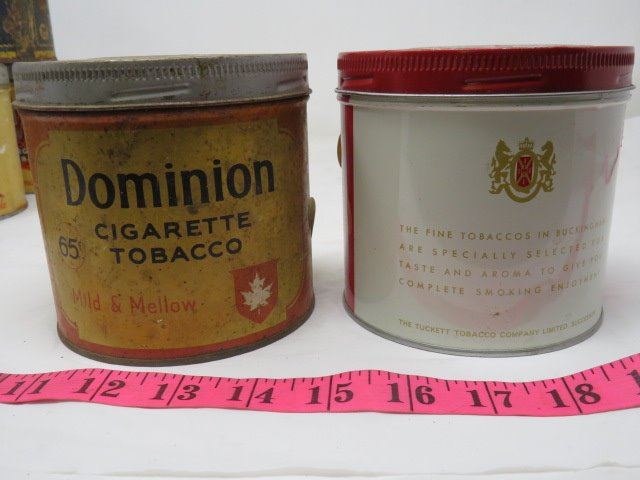 Dominion
CIGARETTE
65¢ TOBACCO
Mild & Mellow
THE FINE TOBACCOS IN BUCKINGHAM
ARE SPECIALLY SELECTED FOR
TASTE AND AROMA TO GIVE YOU
COMPLETE SMOKING ENJOYMENT
THE TUCKETT TOBACCO COMPANY LIMITED
11 12 13 14 15 16 17 18